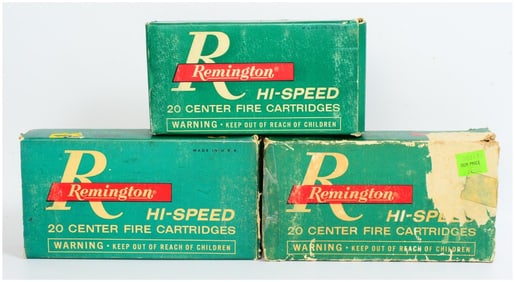 R
Remington®
HI-SPEED
20 CENTER FIRE CARTRIDGES
WARNING • KEEP OUT OF REACH OF CHILDREN
MADE IN U.S.A.
R
Remington®
HI-SPEED
20 CENTER FIRE CARTRIDGES
WARNING • KEEP OUT OF REACH OF CHILDREN
R
Remington®
HI-SPE
20 CENTER FIRE CARTRIDGES
WARNING • KEEP OUT OF REACH OF CHILDREN
OUR PRICE